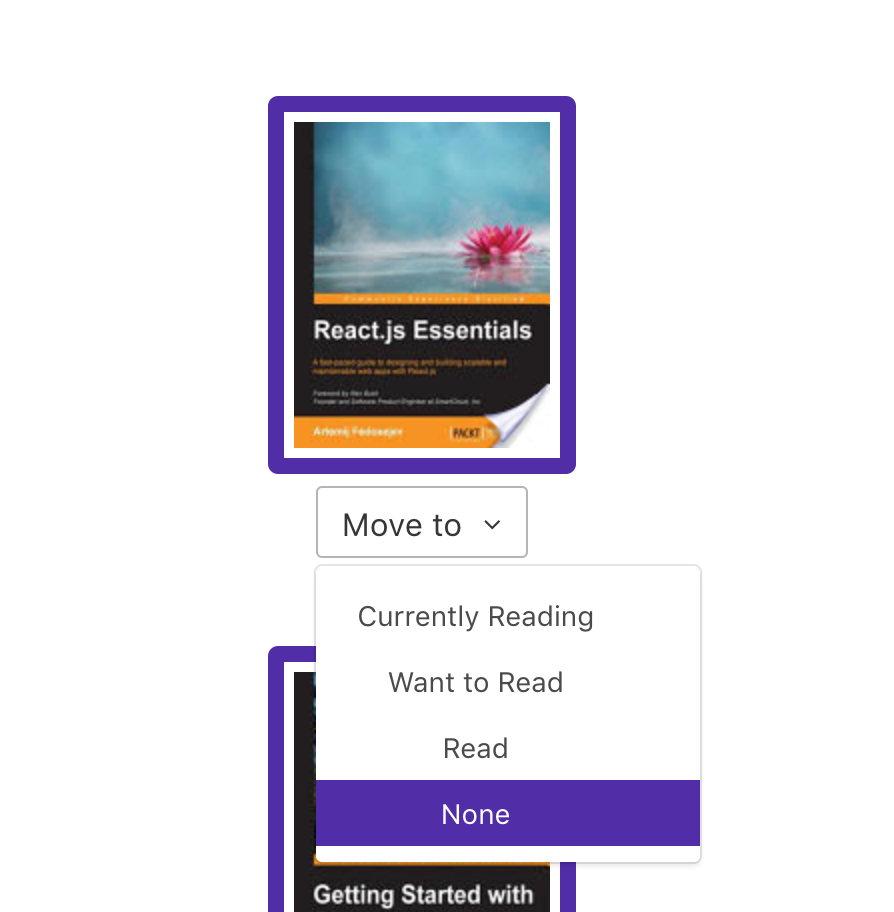 Community Experience Distilled
React.js Essentials
A fast-paced guide to designing and building scalable and
maintainable web apps with React.js
Foreword by
Founder and Software Product Engineer at SmartCloud, Inc
Artemij Fedosejev
PACKT
Move to
Currently Reading
Want to Read
Read
None
Getting Started with